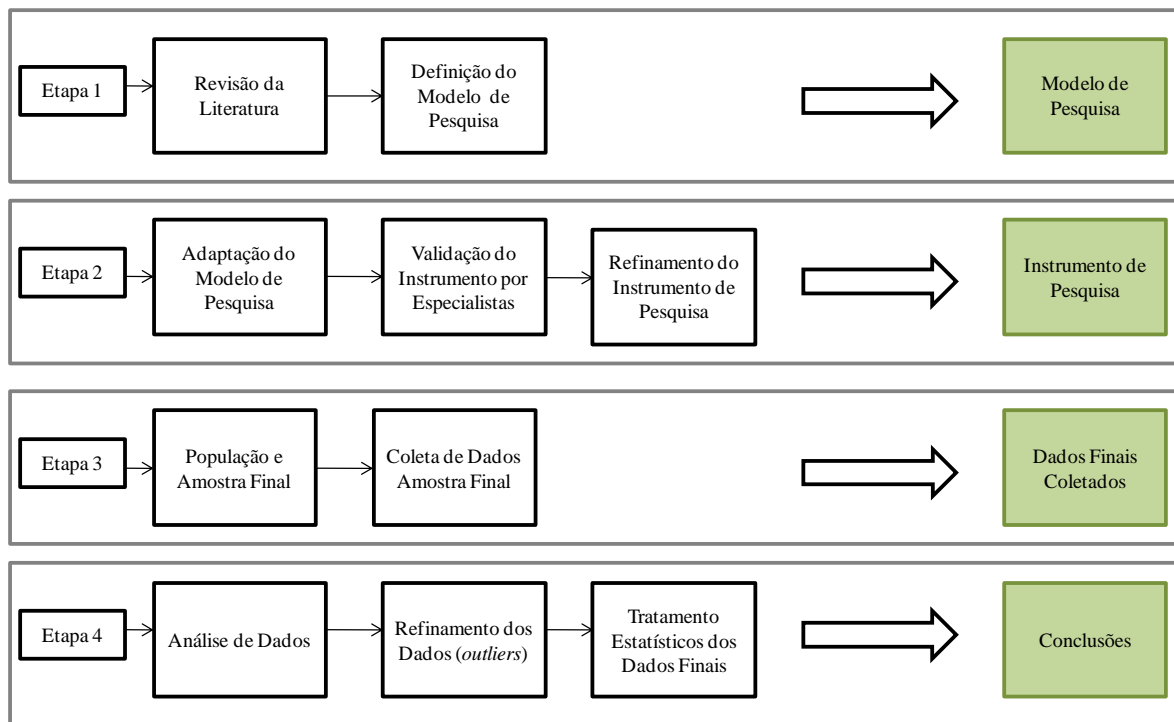 Etapa 1
Revisão da
Literatura
Definição do
Modelo de
Pesquisa
Modelo de
Pesquisa
Etapa 2
Adaptação do
Modelo de
Pesquisa
Validação do
Instrumento por
Especialistas
Refinamento do
Instrumento de
Pesquisa
Instrumento de
Pesquisa
Etapa 3
População e
Amostra Final
Coleta de Dados
Amostra Final
Dados Finais
Coletados
Etapa 4
Análise de Dados
Refinamento dos
Dados (outliers)
Tratamento
Estatísticos dos
Dados Finais
Conclusões